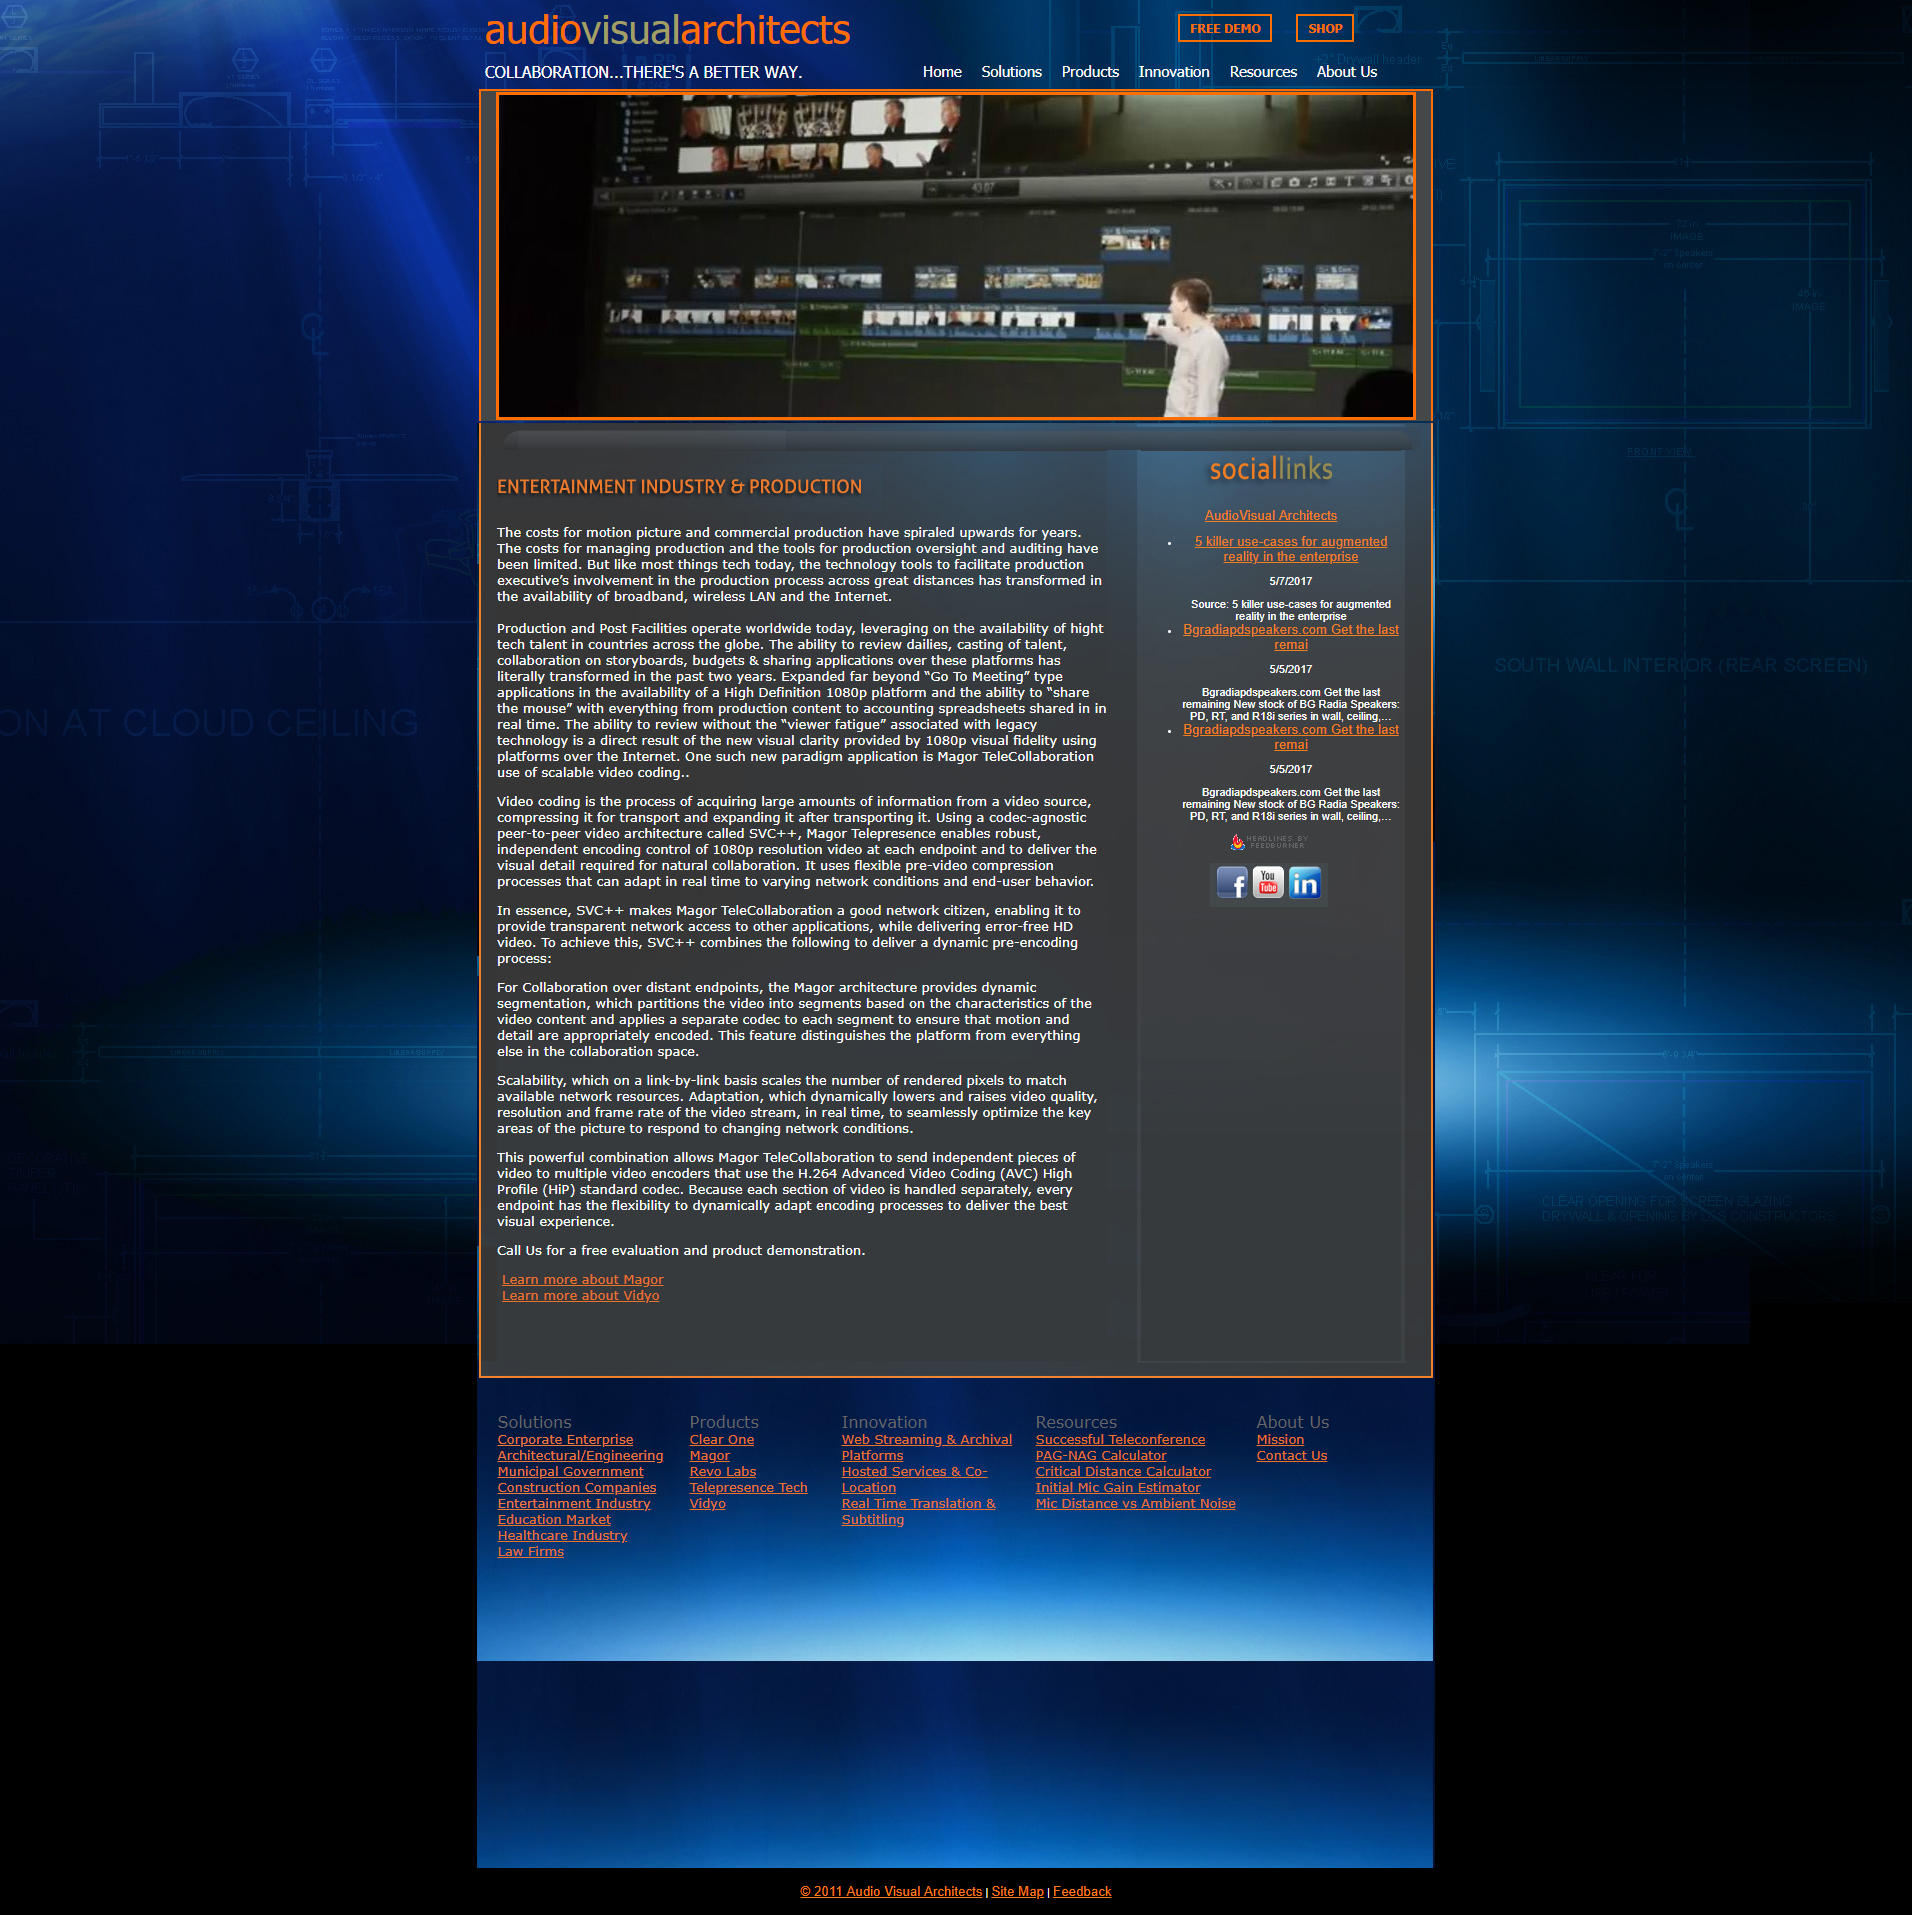 audiovisualarchitects
FREE DEMO
SHOP
COLLABORATION...THERE'S A BETTER WAY.
Home
Solutions
Products
Innovation
Resources
About Us
ENTERTAINMENT INDUSTRY & PRODUCTION
The costs for motion picture and commercial production have spiraled upwards for years.
The costs for managing production and the tools for production oversight and auditing have
been limited. But like most things tech today, the technology tools to facilitate production
executive’s involvement in the production process across great distances has transformed in
the availability of broadband, wireless LAN and the Internet.
Production and Post Facilities operate worldwide today, leveraging on the availability of hight
tech talent in countries across the globe. The ability to review dailies, casting of talent,
collaboration on storyboards, budgets & sharing applications over these platforms has
literally transformed in the past two years. Expanded far beyond “Go To Meeting” type
applications in the availability of a High Definition 1080p platform and the ability to “share
the mouse” with everything from production content to accounting spreadsheets shared in in
real time. The ability to review without the “viewer fatigue” associated with legacy
technology is a direct result of the new visual clarity provided by 1080p visual fidelity using
platforms over the Internet. One such new paradigm application is Magor TeleCollaboration
use of scalable video coding..
Video coding is the process of acquiring large amounts of information from a video source,
compressing it for transport and expanding it after transporting it. Using a codec-agnostic
peer-to-peer video architecture called SVC++, Magor Telepresence enables robust,
independent encoding control of 1080p resolution video at each endpoint and to deliver the
visual detail required for natural collaboration. It uses flexible pre-video compression
processes that can adapt in real time to varying network conditions and end-user behavior.
In essence, SVC++ makes Magor TeleCollaboration a good network citizen, enabling it to
provide transparent network access to other applications, while delivering error-free HD
video. To achieve this, SVC++ combines the following to deliver a dynamic pre-encoding
process:
For Collaboration over distant endpoints, the Magor architecture provides dynamic
segmentation, which partitions the video into segments based on the characteristics of the
video content and applies a separate codec to each segment to ensure that motion and
detail are appropriately encoded. This feature distinguishes the platform from everything
else in the collaboration space.
Scalability, which on a link-by-link basis scales the number of rendered pixels to match
available network resources. Adaptation, which dynamically lowers and raises video quality,
resolution and frame rate of the video stream, in real time, to seamlessly optimize the key
areas of the picture to respond to changing network conditions.
This powerful combination allows Magor TeleCollaboration to send independent pieces of
video to multiple video encoders that use the H.264 Advanced Video Coding (AVC) High
Profile (HiP) standard codec. Because each section of video is handled separately, every
endpoint has the flexibility to dynamically adapt encoding processes to deliver the best
visual experience.
Call Us for a free evaluation and product demonstration.
Learn more about Magor
Learn more about Vidyo
sociallinks
AudioVisual Architects
5 killer use-cases for augmented
reality in the enterprise
5/7/2017
Source: 5 killer use-cases for augmented
reality in the enterprise
Bgradiapdspeakers.com Get the last
remai
5/5/2017
Bgradiapdspeakers.com Get the last
remaining New stock of BG Radia Speakers:
PD, RT, and R18i series in wall, ceiling,...
Bgradiapdspeakers.com Get the last
remai
5/5/2017
Bgradiapdspeakers.com Get the last
remaining New stock of BG Radia Speakers:
PD, RT, and R18i series in wall, ceiling,...
HEADLINES BY
FEEDBURNER
f
You
Tube
in
ON AT CLOUD CEILING
SOUTH WALL INTERIOR (REAR SCREEN)
72 in
IMAGE
7'-2" Speakers
on center
FRONT VIEW
CLEAR OPENING FOR SCREEN GLAZING
Solutions
Corporate Enterprise
Architectural/Engineering
Municipal Government
Construction Companies
Entertainment Industry
Education Market
Healthcare Industry
Law Firms
Products
Clear One
Magor
Revo Labs
Telepresence Tech
Vidyo
Innovation
Web Streaming & Archival
Platforms
Hosted Services & Co-
Location
Real Time Translation &
Subtitling
Resources
Successful Teleconference
PAG-NAG Calculator
Critical Distance Calculator
Initial Mic Gain Estimator
Mic Distance vs Ambient Noise
About Us
Mission
Contact Us
© 2011 Audio Visual Architects | Site Map | Feedback